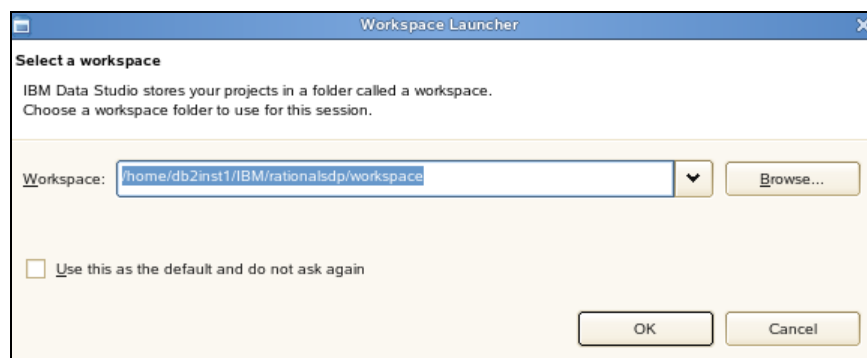 Workspace Launcher
Select a workspace
IBM Data Studio stores your projects in a folder called a workspace.
Choose a workspace folder to use for this session.
Workspace: /home/db2inst1/IBM/rationalsdp/workspace Browse...
Use this as the default and do not ask again
OK Cancel